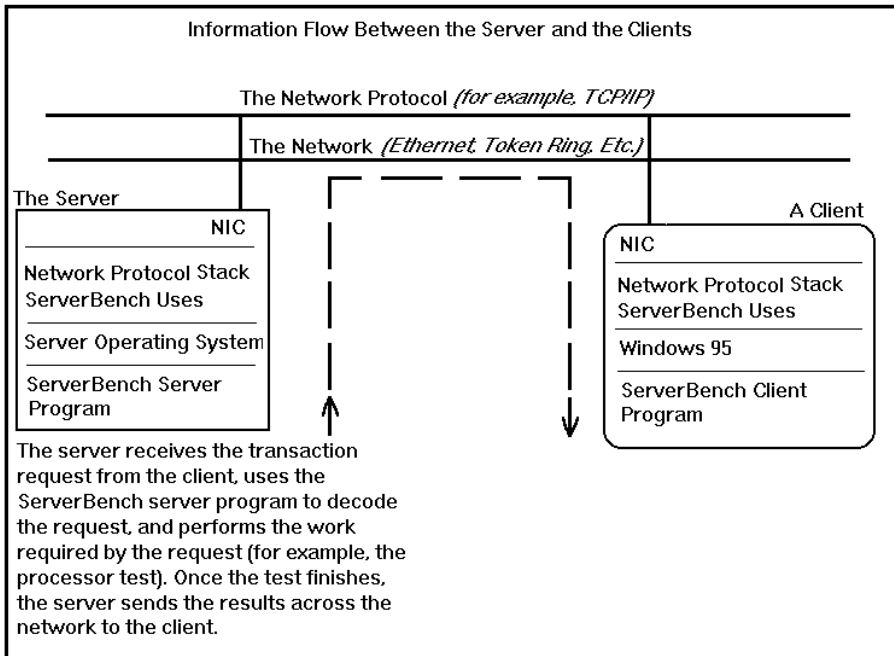 Information Flow Between the Server and the Clients
The Network Protocol (for example, TCP/IP)
The Network (Ethernet, Token Ring, Etc.)
The Server
NIC
Network Protocol Stack
ServerBench Uses
Server Operating System
ServerBench Server
Program
A Client
NIC
Network Protocol Stack
ServerBench Uses
Windows 95
ServerBench Client
Program
The server receives the transaction
request from the client, uses the
ServerBench server program to decode
the request, and performs the work
required by the request (for example, the
processor test). Once the test finishes,
the server sends the results across the
network to the client.